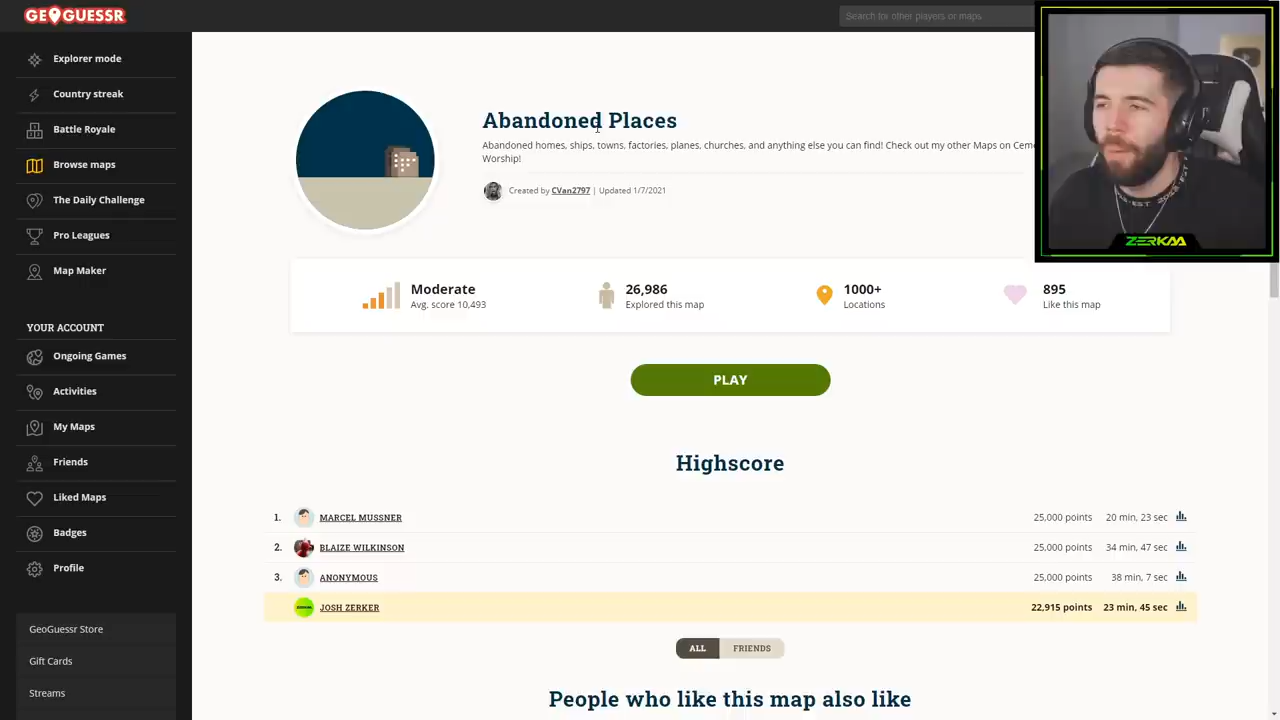 GEOGUESSR
Search for other players or maps
Explorer mode
Country streak
Battle Royale
Browse maps
The Daily Challenge
Pro Leagues
Map Maker
YOUR ACCOUNT
Ongoing Games
Activities
My Maps
Friends
Liked Maps
Badges
Profile
GeoGuessr Store
Gift Cards
Streams
Abandoned Places
Abandoned homes, ships, towns, factories, planes, churches, and anything else you can find! Check out my other Maps on Ceme
Worship!
Created by CVan2797 | Updated 1/7/2021
Moderate
Avg. score 10,493
26,986
Explored this map
1000+
Locations
895
Like this map
PLAY
Highscore
1. MARCEL MUSSNER 25,000 points 20 min, 23 sec
2. BLAIZE WILKINSON 25,000 points 34 min, 47 sec
3. ANONYMOUS 25,000 points 38 min, 7 sec
JOSH ZERKER 22,915 points 23 min, 45 sec
ALL FRIENDS
People who like this map also like
ZERKAA